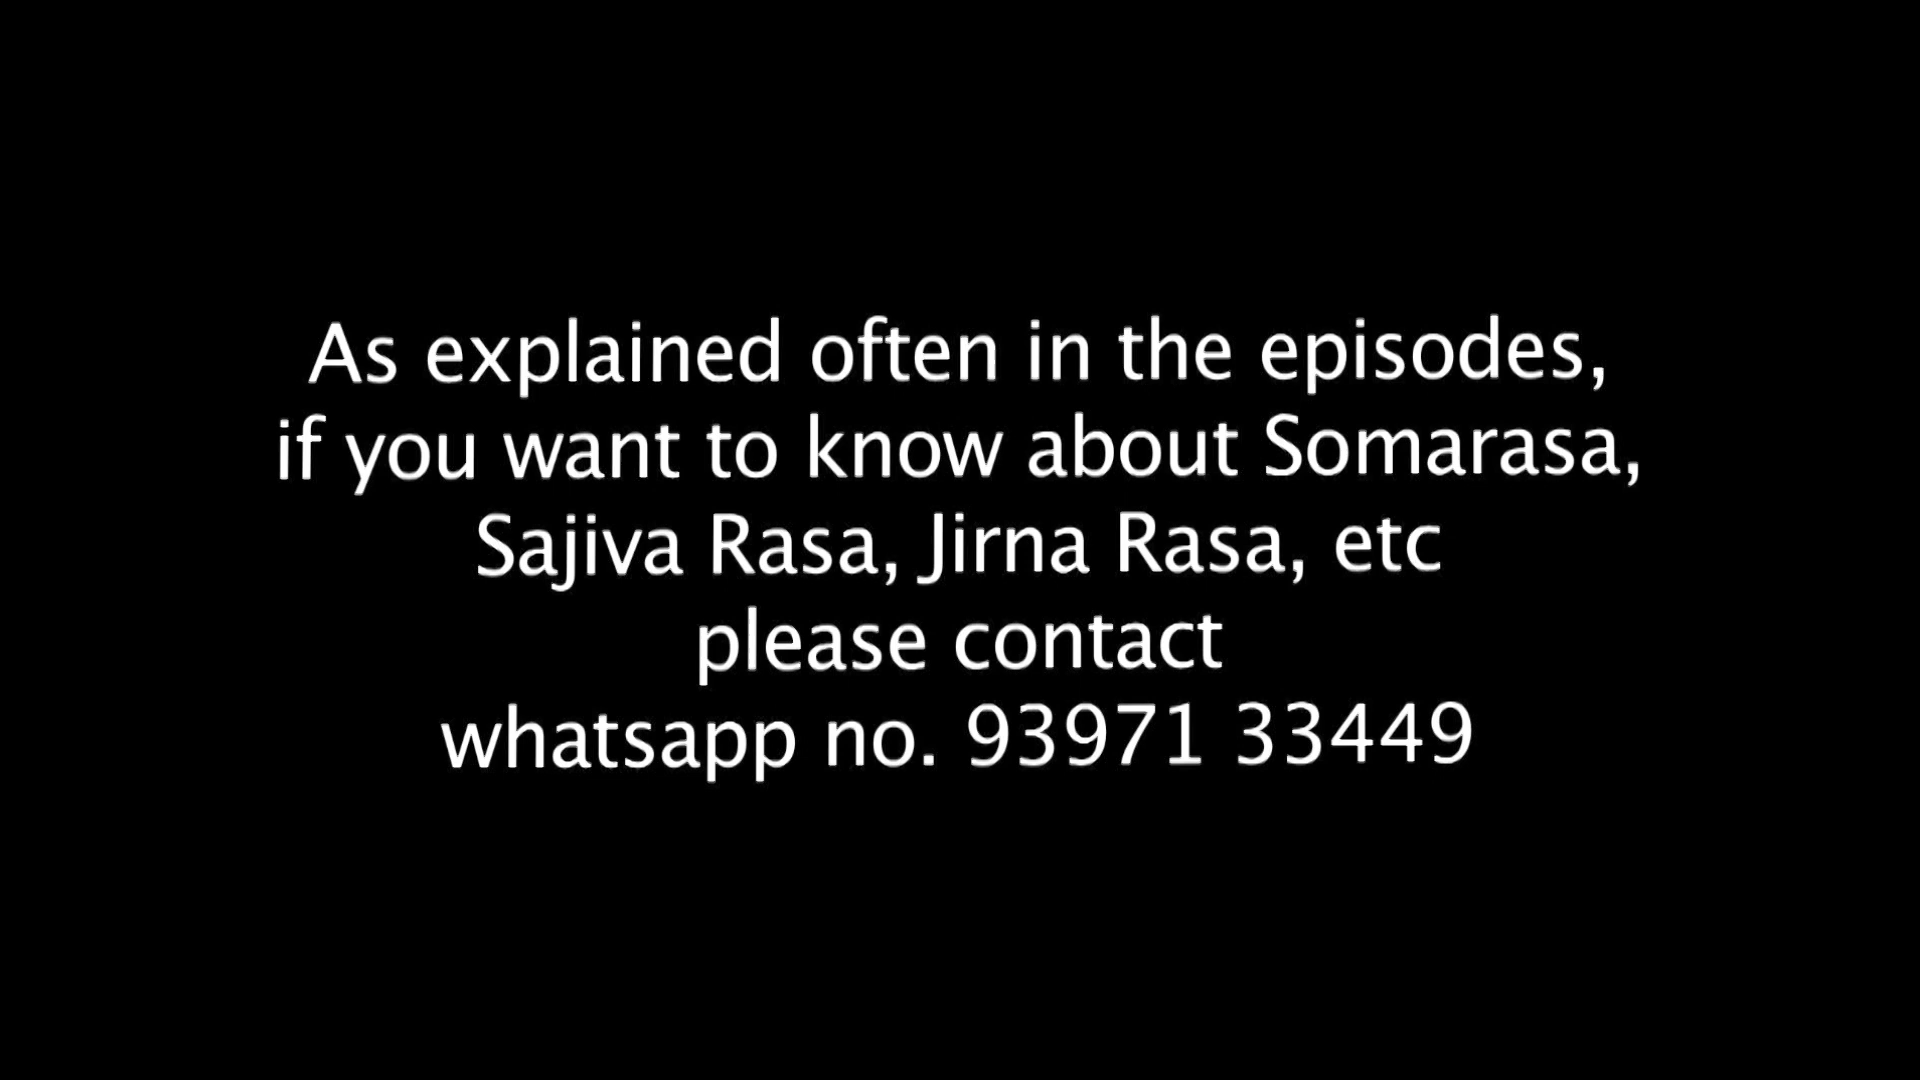 As explained often in the episodes,
if you want to know about Somarasa,
Sajiva Rasa, Jirna Rasa, etc
please contact
whatsapp no. 93971 33449